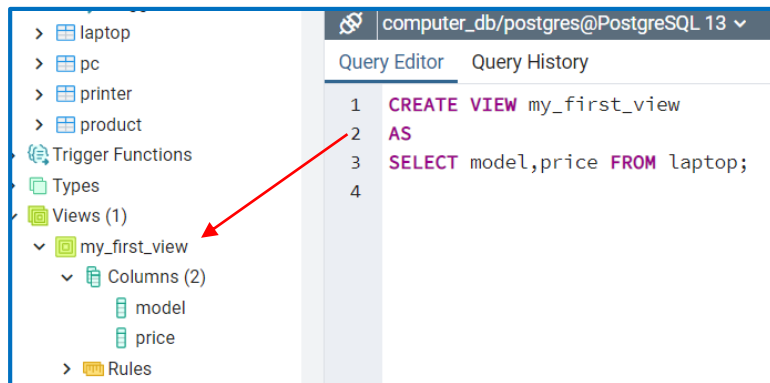 laptop
pc
printer
product
Trigger Functions
Types
Views (1)
my_first_view
Columns (2)
model
price
Rules
computer_db/postgres@PostgreSQL 13
Query Editor Query History
1 CREATE VIEW my_first_view
2 AS
3 SELECT model,price FROM laptop;
4